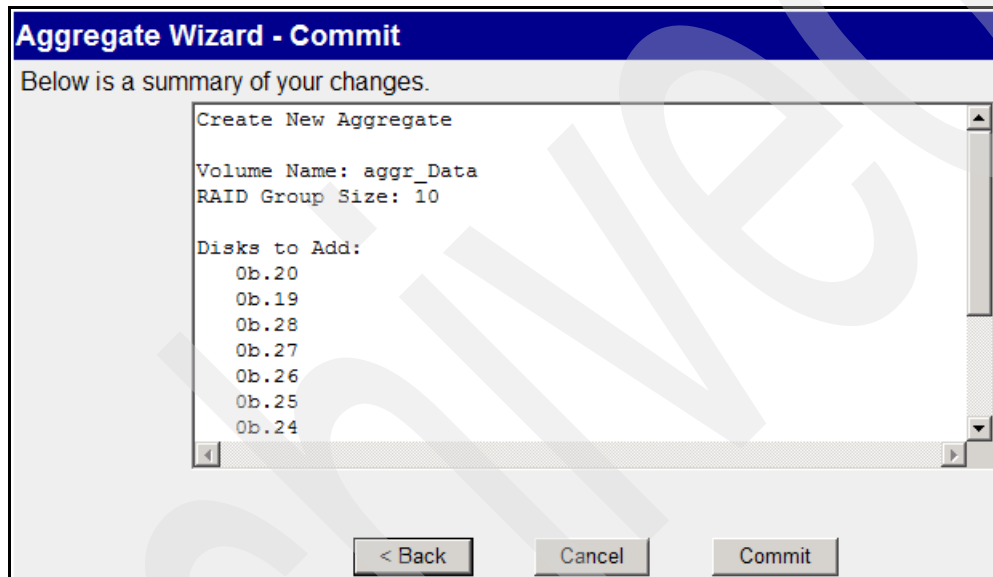 Aggregate Wizard - Commit
Below is a summary of your changes.
Create New Aggregate
Volume Name: aggr_Data
RAID Group Size: 10
Disks to Add:
0b.20
0b.19
0b.28
0b.27
0b.26
0b.25
0b.24
< Back Cancel Commit